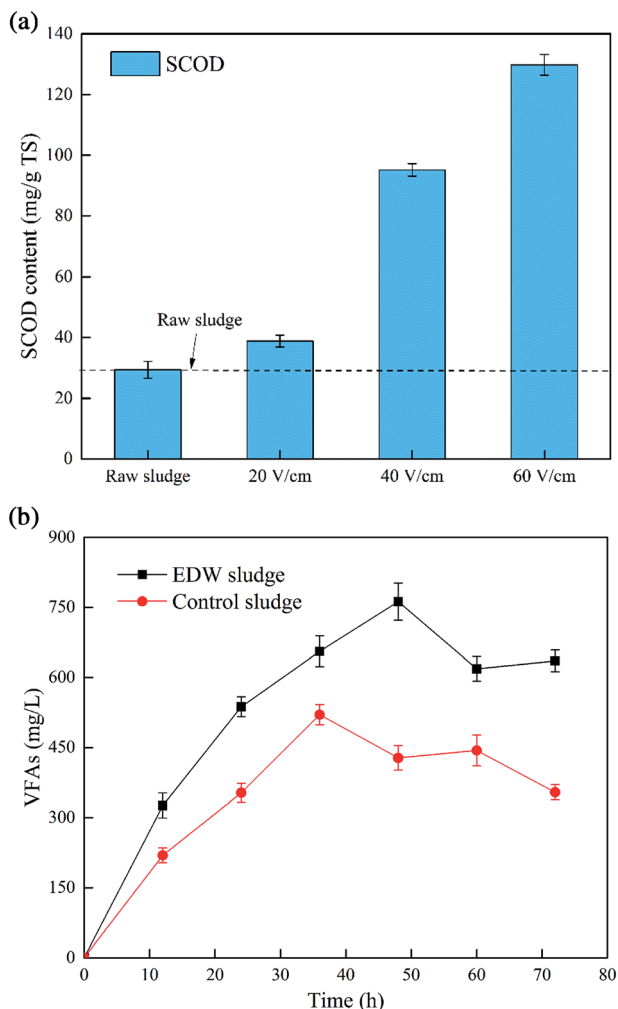 (a)
140
120
100
80
60
40
20
0
SCOD content (mg/g TS)
SCOD
Raw sludge
Raw sludge
20 V/cm
40 V/cm
60 V/cm
(b)
900
750
600
450
300
150
0
VFAs (mg/L)
EDW sludge
Control sludge
0
10
20
30
40
50
60
70
80
Time (h)